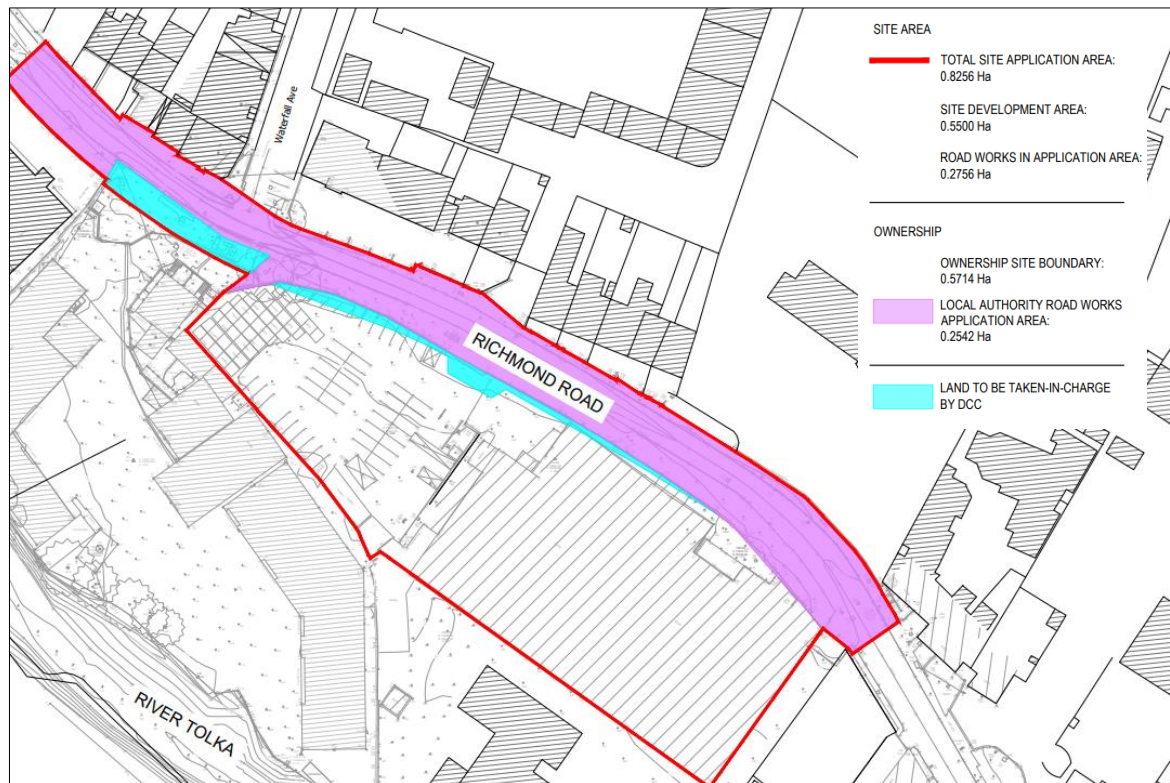 SITE AREA
TOTAL SITE APPLICATION AREA:
0.8256 Ha
SITE DEVELOPMENT AREA:
0.5500 Ha
ROAD WORKS IN APPLICATION AREA:
0.2756 Ha
OWNERSHIP
OWNERSHIP SITE BOUNDARY:
0.5714 Ha
LOCAL AUTHORITY ROAD WORKS
APPLICATION AREA:
0.2542 Ha
LAND TO BE TAKEN-IN-CHARGE
BY DCC
Waterfall Ave
RICHMOND ROAD
RIVER TOLKA